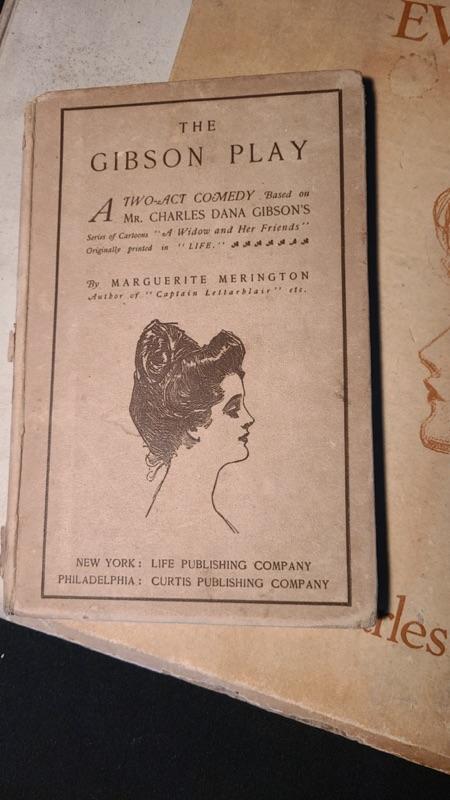 THE
GIBSON PLAY
A TWO-ACT COMEDY Based on
MR. CHARLES DANA GIBSON'S
Series of Cartoons "A Widow and Her Friends"
Originally printed in "LIFE."
By MARGUERITE MERINGTON
Author of "Captain Lettarblair" etc.
NEW YORK: LIFE PUBLISHING COMPANY
PHILADELPHIA: CURTIS PUBLISHING COMPANY
EV
rles